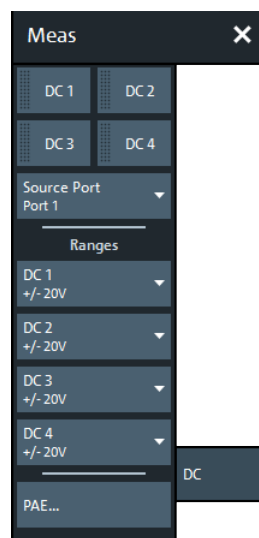 Meas
DC 1 DC 2
DC 3 DC 4
Source Port
Port 1
Ranges
DC 1
+/- 20V
DC 2
+/- 20V
DC 3
+/- 20V
DC 4
+/- 20V
DC
PAE...